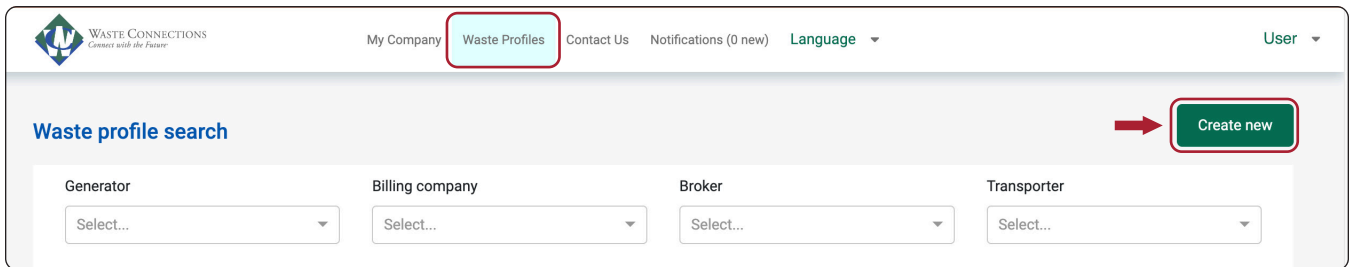 WASTE CONNECTIONS
Connect with the Future
My Company Waste Profiles Contact Us Notifications (0 new) Language User
Waste profile search
Create new
Generator Billing company Broker Transporter
Select... Select... Select... Select...